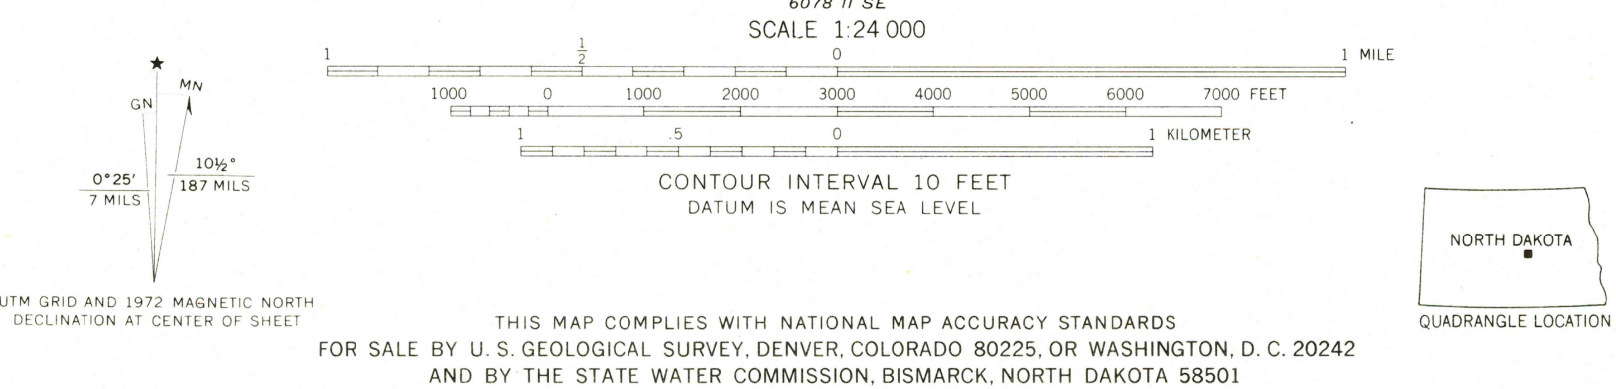 6078 II SE
SCALE 1:24 000
1 1/2 0 1 MILE
1000 0 1000 2000 3000 4000 5000 6000 7000 FEET
1 .5 0 1 KILOMETER
CONTOUR INTERVAL 10 FEET
DATUM IS MEAN SEA LEVEL
★
GN
MN
0°25′
7 MILS
10½°
187 MILS
UTM GRID AND 1972 MAGNETIC NORTH
DECLINATION AT CENTER OF SHEET
NORTH DAKOTA
QUADRANGLE LOCATION
THIS MAP COMPLIES WITH NATIONAL MAP ACCURACY STANDARDS
FOR SALE BY U. S. GEOLOGICAL SURVEY, DENVER, COLORADO 80225, OR WASHINGTON, D. C. 20242
AND BY THE STATE WATER COMMISSION, BISMARCK, NORTH DAKOTA 58501